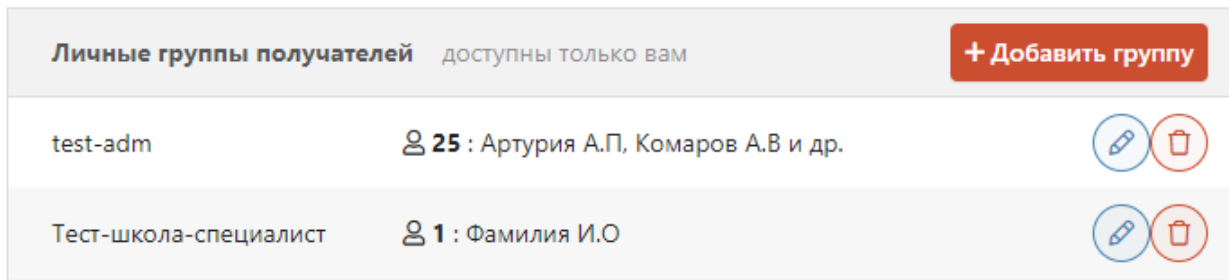 Личные группы получателей доступны только вам + Добавить группу
test-adm 25 : Артурия А.П, Комаров А.В и др.
Тест-школа-специалист 1 : Фамилия И.О